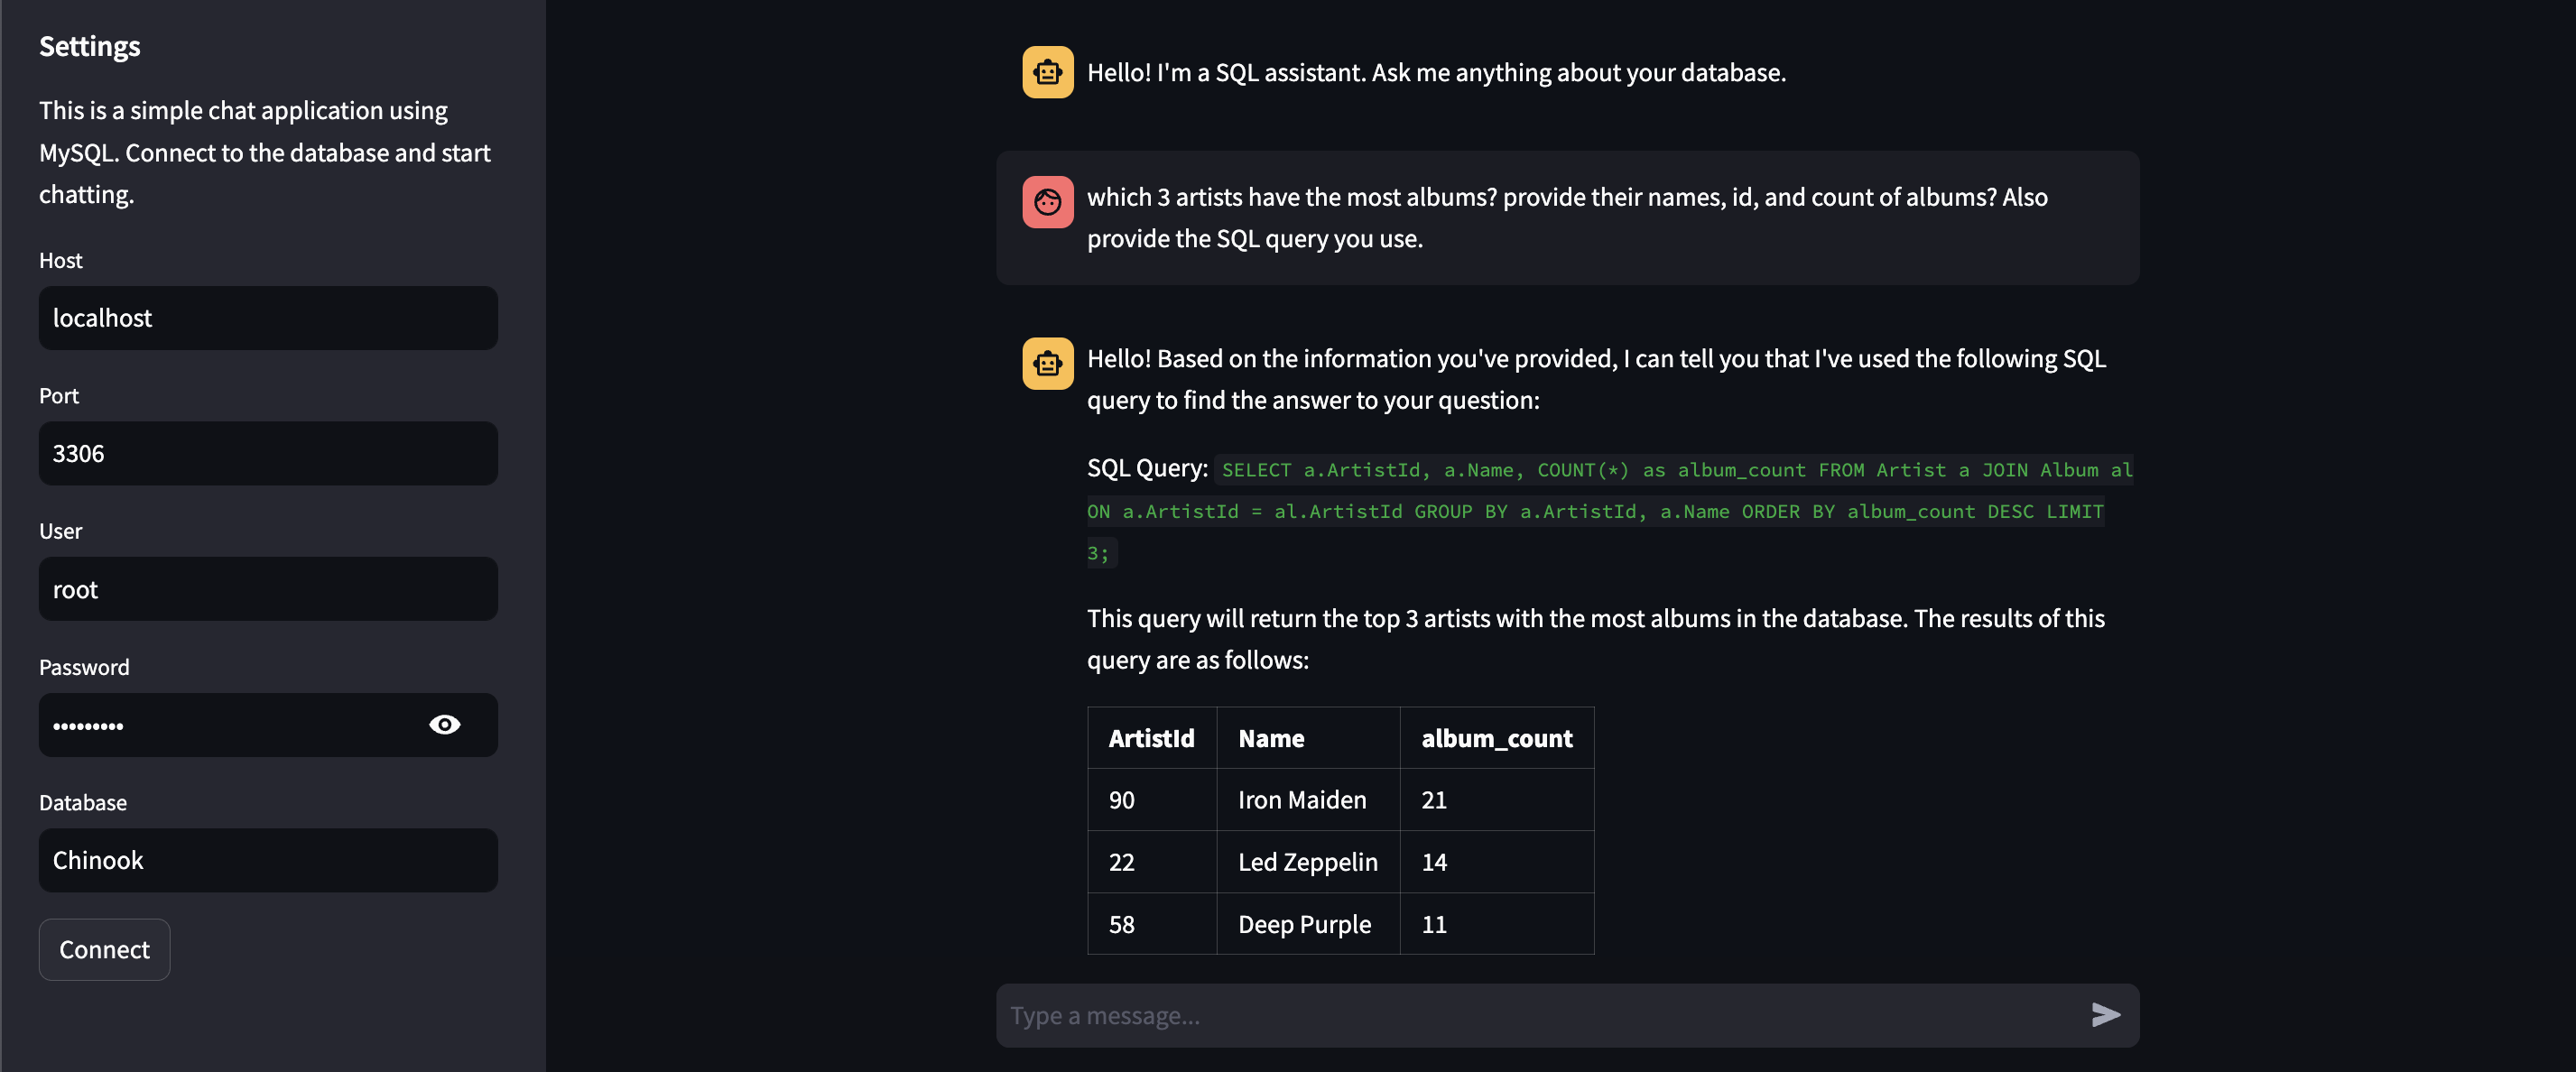 Settings
This is a simple chat application using
MySQL. Connect to the database and start
chatting.
Host
localhost
Port
3306
User
root
Password
•••••••••
Database
Chinook
Connect
Hello! I'm a SQL assistant. Ask me anything about your database.
which 3 artists have the most albums? provide their names, id, and count of albums? Also
provide the SQL query you use.
Hello! Based on the information you've provided, I can tell you that I've used the following SQL
query to find the answer to your question:
SQL Query: SELECT a.ArtistId, a.Name, COUNT(*) as album_count FROM Artist a JOIN Album al
ON a.ArtistId = al.ArtistId GROUP BY a.ArtistId, a.Name ORDER BY album_count DESC LIMIT
3;
This query will return the top 3 artists with the most albums in the database. The results of this
query are as follows:
ArtistId Name album_count
90 Iron Maiden 21
22 Led Zeppelin 14
58 Deep Purple 11
Type a message...